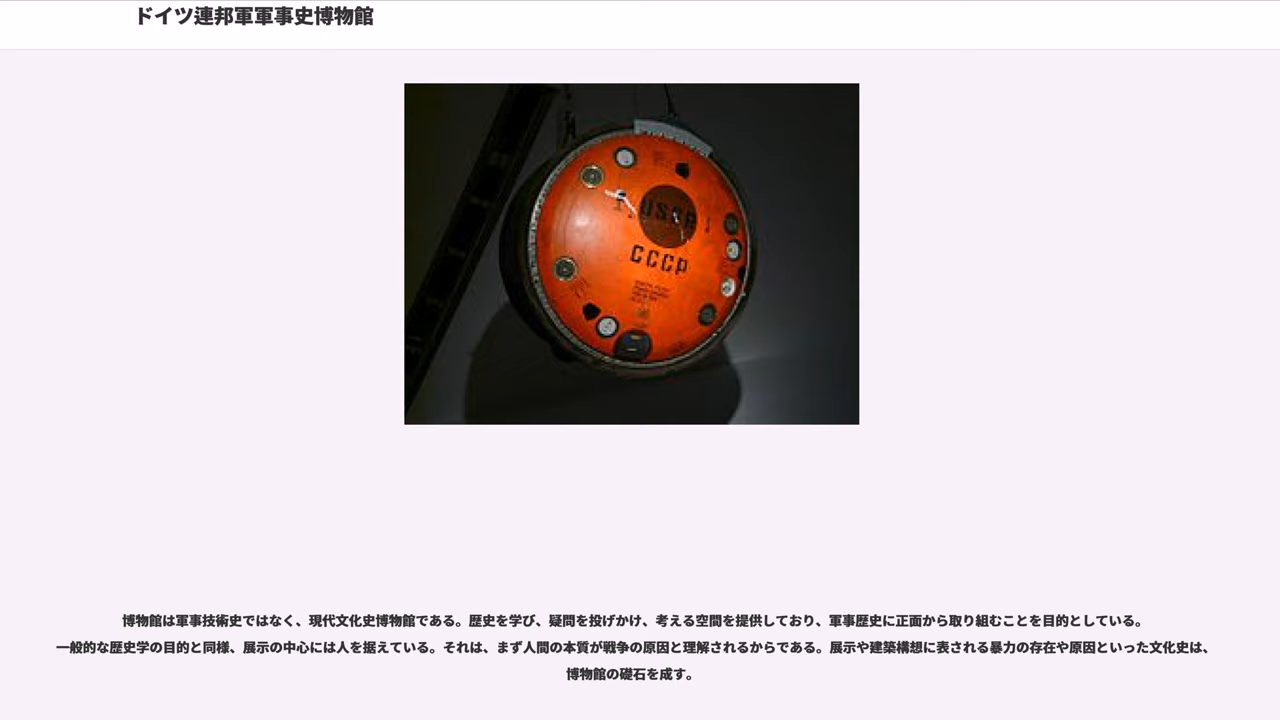 ドイツ連邦軍軍事史博物館
USSR
CCCP
博物館は軍事技術史ではなく、現代文化史博物館である。歴史を学び、疑問を投げかけ、考える空間を提供しており、軍事歴史に正面から取り組むことを目的としている。
一般的な歴史学の目的と同様、展示の中心には人を据えている。それは、まず人間の本質が戦争の原因と理解されるからである。展示や建築構想に表される暴力の存在や原因といった文化史は、
博物館の礎石を成す。